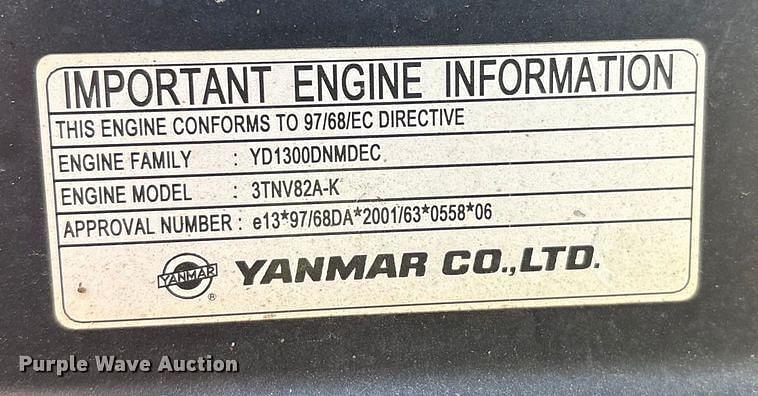 IMPORTANT ENGINE INFORMATION
THIS ENGINE CONFORMS TO 97/68/EC DIRECTIVE
ENGINE FAMILY : YD1300DNMDEC
ENGINE MODEL : 3TNV82A-K
APPROVAL NUMBER : e13*97/68DA*2001/63*0558*06
YANMAR ® YANMAR CO.,LTD.
Purple Wave Auction